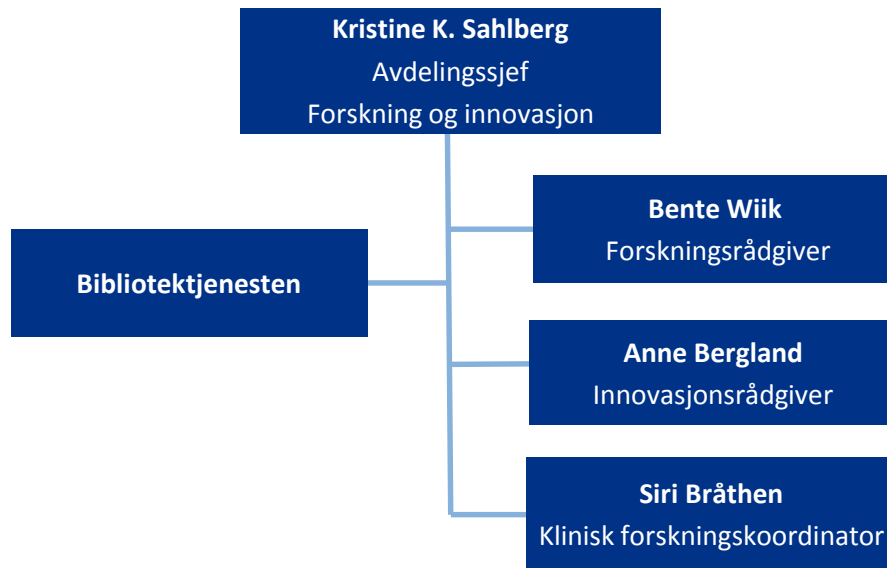 Kristine K. Sahlberg
Avdelingssjef
Forskning og innovasjon
Bente Wiik
Forskningsrådgiver
Bibliotektjenesten
Anne Bergland
Innovasjonsrådgiver
Siri Bråthen
Klinisk forskningskoordinator